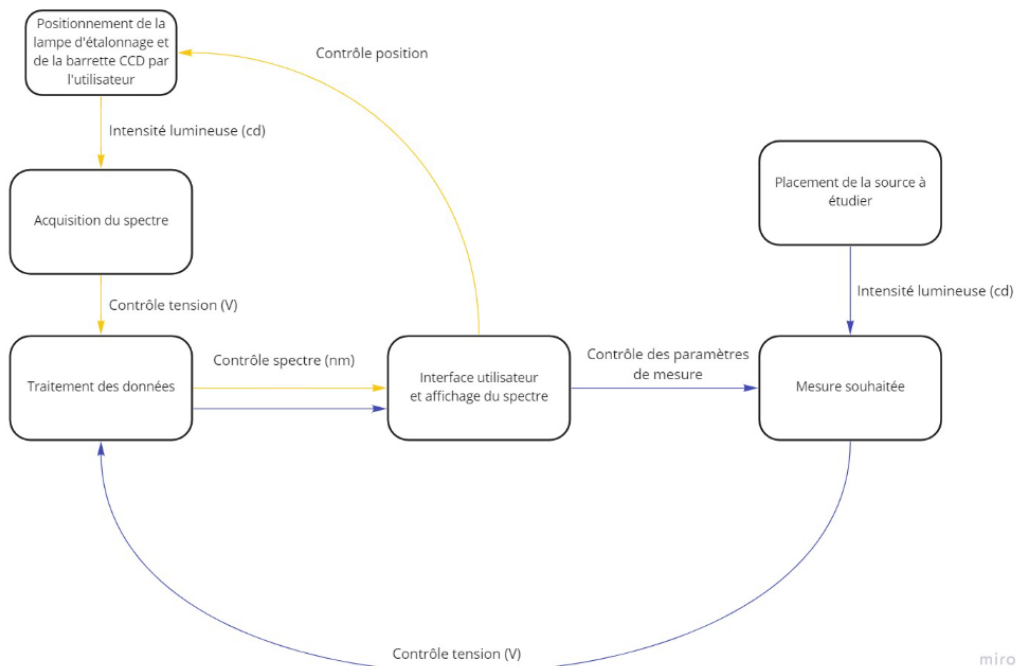 Positionnement de la
lampe d'étalonnage et
de la barrette CCD par
l'utilisateur
Contrôle position
Intensité lumineuse (cd)
Placement de la source à
étudier
Acquisition du spectre
Intensité lumineuse (cd)
Contrôle tension (V)
Contrôle spectre (nm)
Contrôle des paramètres
de mesure
Traitement des données
Interface utilisateur
et affichage du spectre
Mesure souhaitée
Contrôle tension (V)
miro